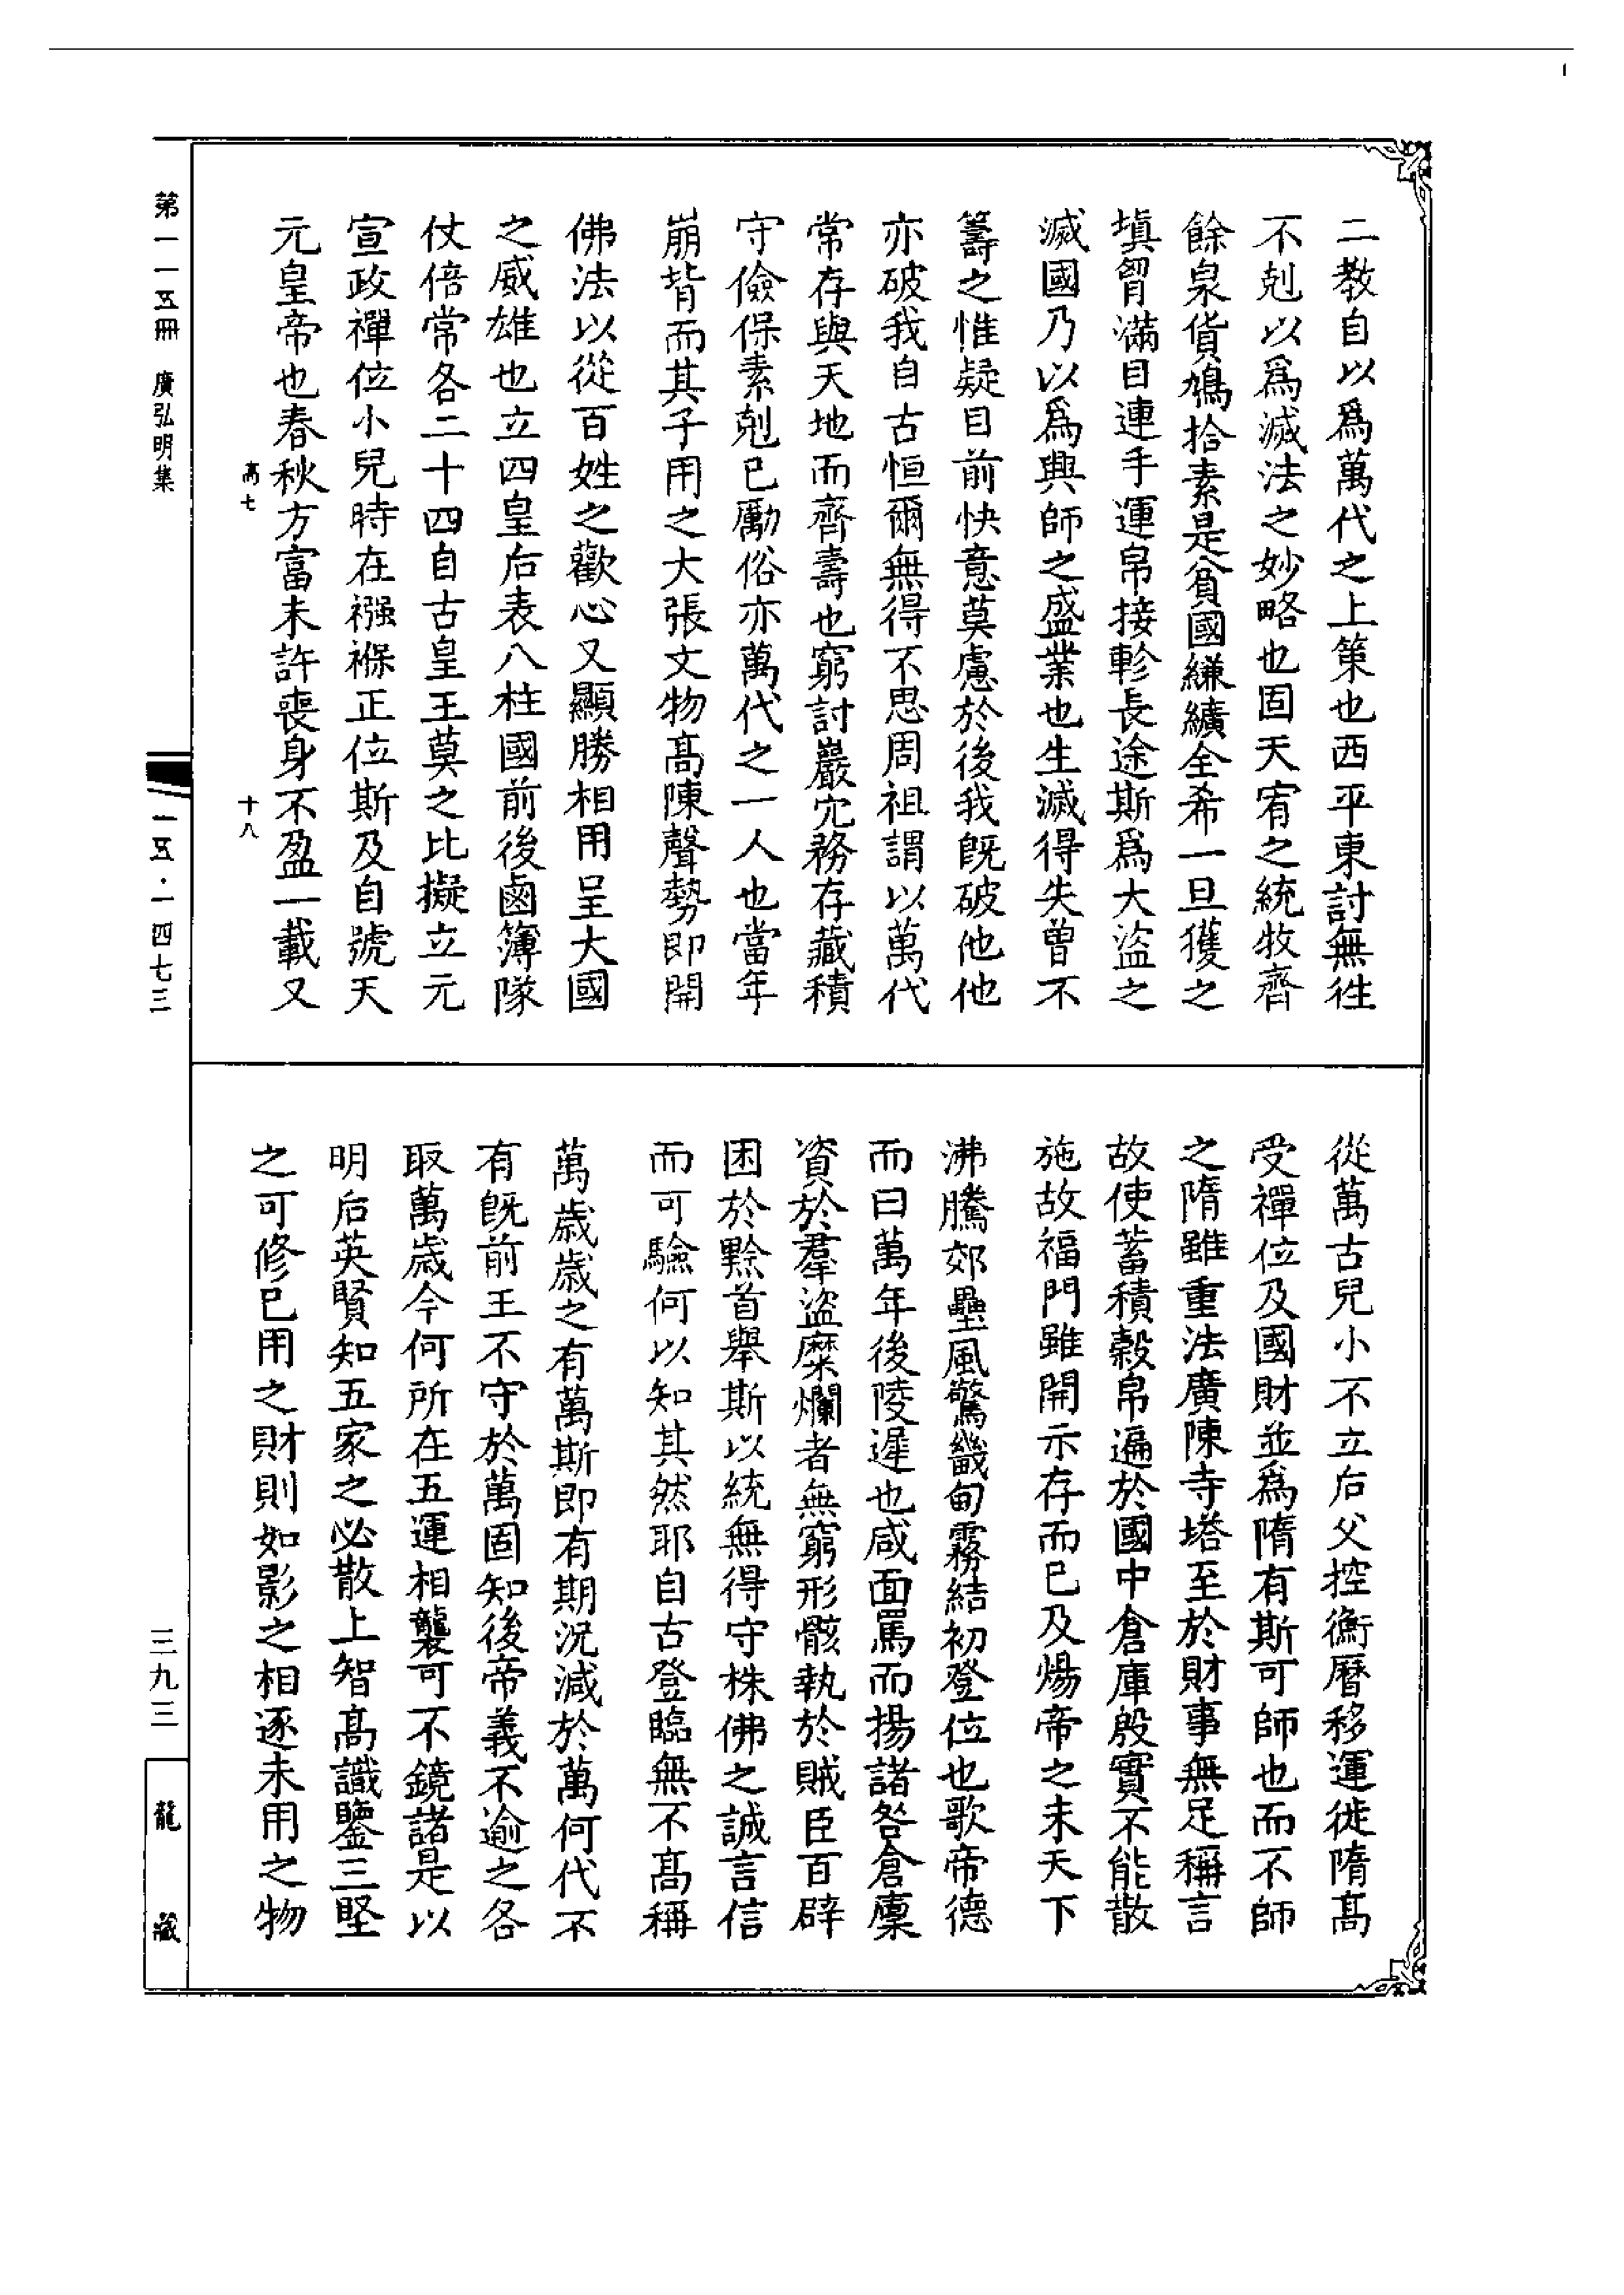 二教自以爲萬代之上策也西平東討無徃
不剋以爲滅法之妙略也固天宥之統牧齊
餘泉貨鳩拾素是貧國縑纊全希一旦獲之
塡胷滿目連手運帛接軫長途斯爲大盜之
滅國乃以爲興師之盛業也生滅得失曾不
籌之惟疑目前快意莫慮於後我旣破他他
亦破我自古恒爾無得不思周祖謂以萬代
常存與天地而齊壽也窮討巖穴務存藏積
守儉保素剋已勵俗亦萬代之一人也當年
崩背而其子用之大張文物髙陳聲勢即開
佛法以從百姓之歡心又顯勝相用呈大國
之威雄也立四皇后表八柱國前後鹵簿隊
仗倍常各二十四自古皇王莫之比擬立元
宣政禪位小兒時在襁褓正位斯及自號天
元皇帝也春秋方富未許喪身不盈一載又
高七
十八
從萬古兒小不立后父控衡曆移運徙隋髙
受禪位及國財並爲隋有斯可師也而不師
之隋雖重法廣陳寺塔至於財事無足稱言
故使蓄積穀帛遍於國中倉庫殷實不能散
施故福門雖開示存而已及煬帝之末天下
沸騰郊壘風驚畿甸霧結初登位也歌帝德
而曰萬年後陵遲也咸面罵而揚諸咎倉廩
資於羣盜糜爛者無窮形骸執於賊臣百辟
困於黔首舉斯以統無得守株佛之誠言信
而可驗何以知其然耶自古登臨無不髙稱
萬歲歲之有萬斯即有期況減於萬何代不
有旣前王不守於萬固知後帝義不逾之各
取萬歲今何所在五運相襲可不鏡諸是以
明后英賢知五家之必散上智髙識鑒三堅
之可修已用之財則如影之相逐未用之物
第一一五冊 廣弘明集
一五·一四七三
三九三
龍藏